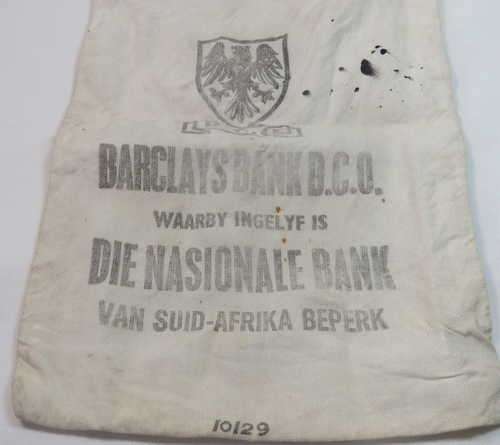 BARCLAYS BANK D.C.O.
WAARBY INGELYF IS
DIE NASIONALE BANK
VAN SUID-AFRIKA BEPERK
10129